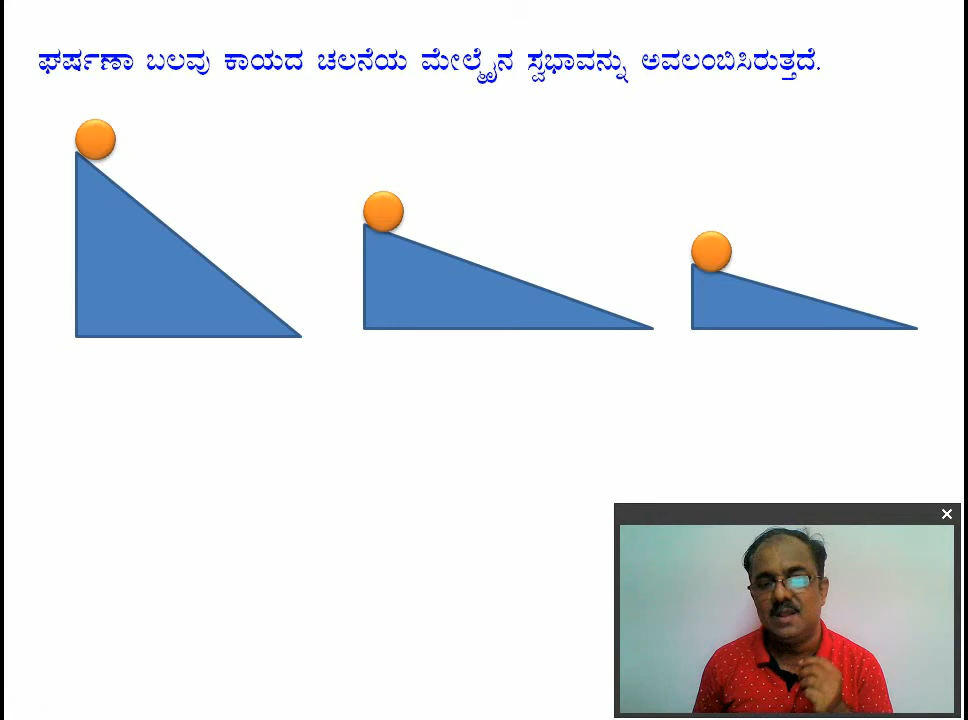 ಘರ್ಷಣಾ ಬಲವು ಕಾಯದ ಚಲನೆಯ ಮೇಲ್ಮೈನ ಸ್ವಭಾವನ್ನು ಅವಲಂಬಿಸಿರುತ್ತದೆ.